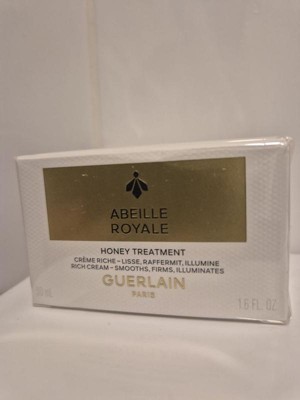 ABEILLE
ROYALE
HONEY TREATMENT
CRÈME RICHE – LISSE, RAFFERMIT, ILLUMINE
RICH CREAM – SMOOTHS, FIRMS, ILLUMINATES
GUERLAIN
PARIS
1.6 FL. OZ